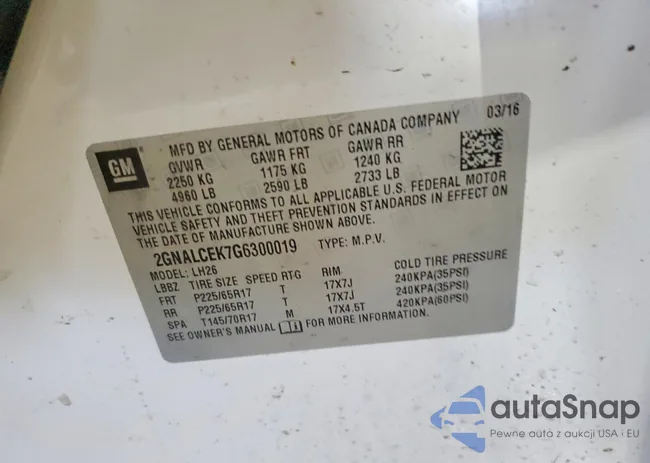 GM
MFD BY GENERAL MOTORS OF CANADA COMPANY 03/16
GVWR GAWR FRT GAWR RR
2250 KG 1175 KG 1240 KG
4960 LB 2590 LB 2733 LB
THIS VEHICLE CONFORMS TO ALL APPLICABLE U.S. FEDERAL MOTOR
VEHICLE SAFETY AND THEFT PREVENTION STANDARDS IN EFFECT ON
THE DATE OF MANUFACTURE SHOWN ABOVE.
2GNALCEK7G6300019 TYPE: M.P.V.
MODEL: LH26
LBBZ TIRE SIZE SPEED RTG RIM COLD TIRE PRESSURE
FRT P225/65R17 T 17X7J 240KPA(35PSI)
RR P225/65R17 T 17X7J 240KPA(35PSI)
SPA T145/70R17 M 17X4.5T 420KPA(60PSI)
SEE OWNER'S MANUAL FOR MORE INFORMATION.
autaSnap
Pewne auta z aukcji USA i EU